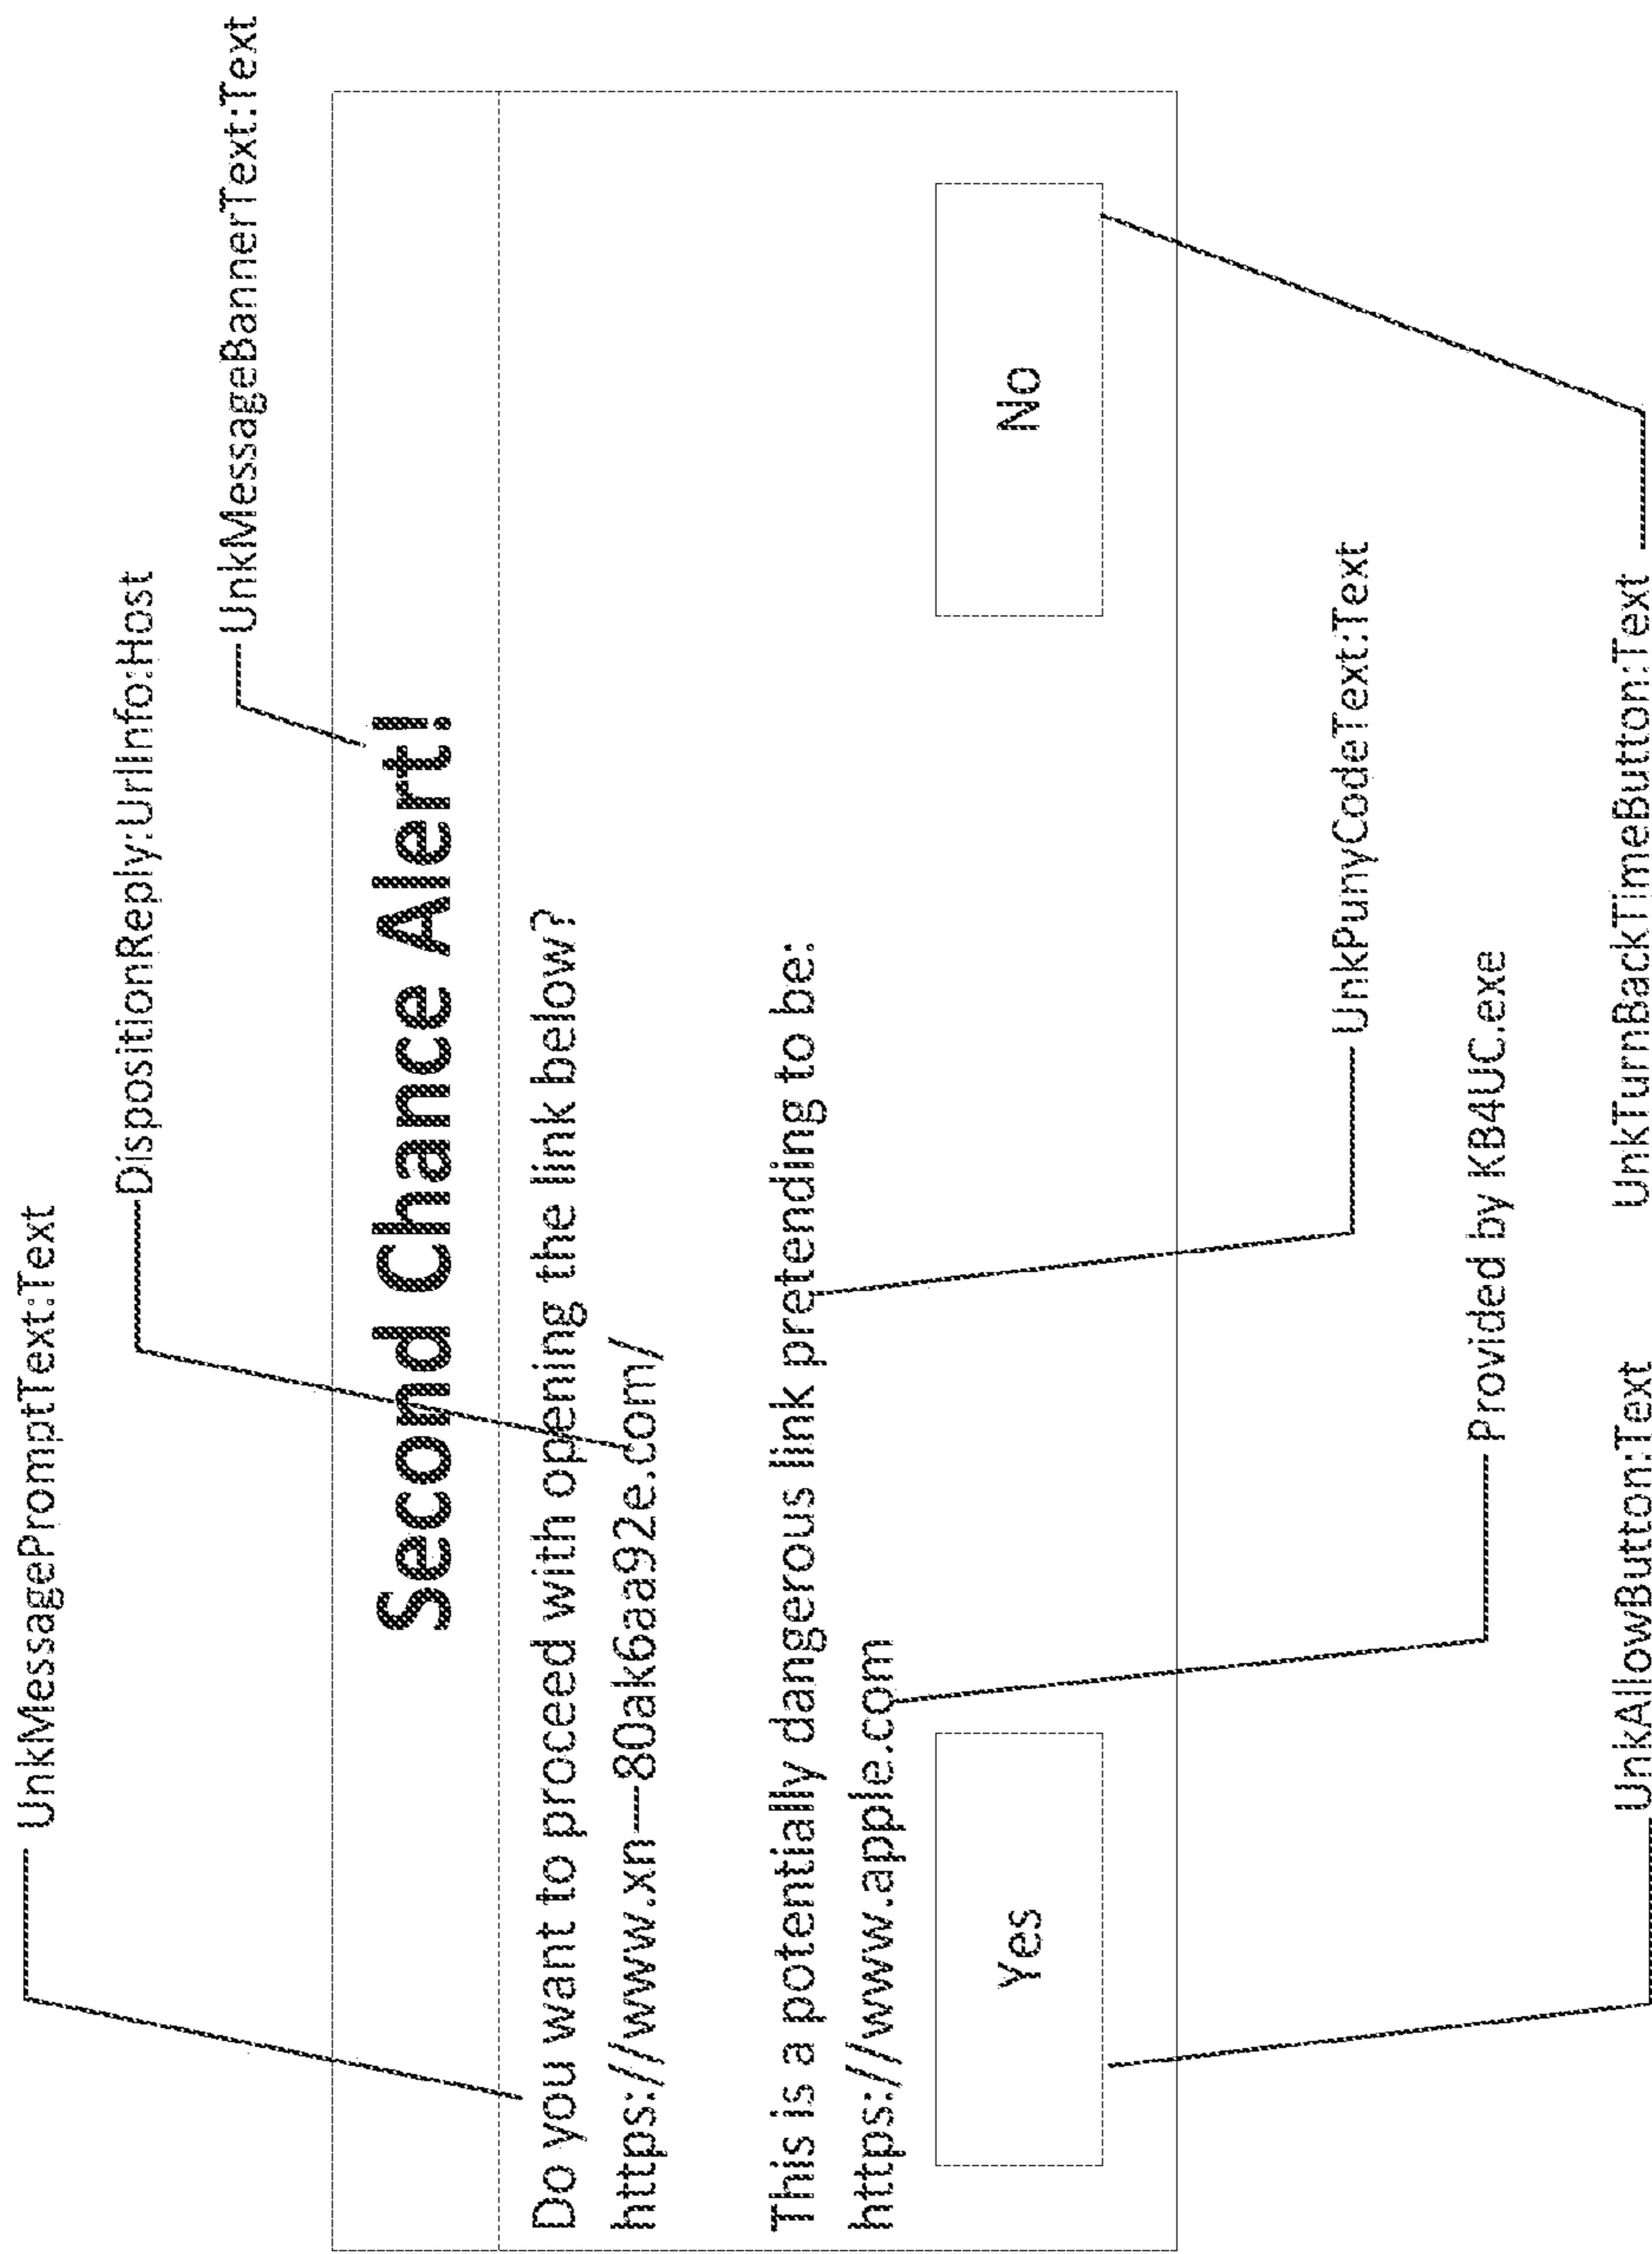 UnkMessagePromptText:Text
DispositionReply:UrlInfo:Host
UnkMessageBannerText:Text
Second Chance Alert!
Do you want to proceed with opening the link below?
https://www.xn—80ak6aa92e.com/
This is a potentially dangerous link pretending to be:
https://www.apple.com
Yes
No
UnkPunyCodeText:Text
Provided by KB4UC.exe
UnkAllowButton:Text
UnkTurnBackTimeButton:Text